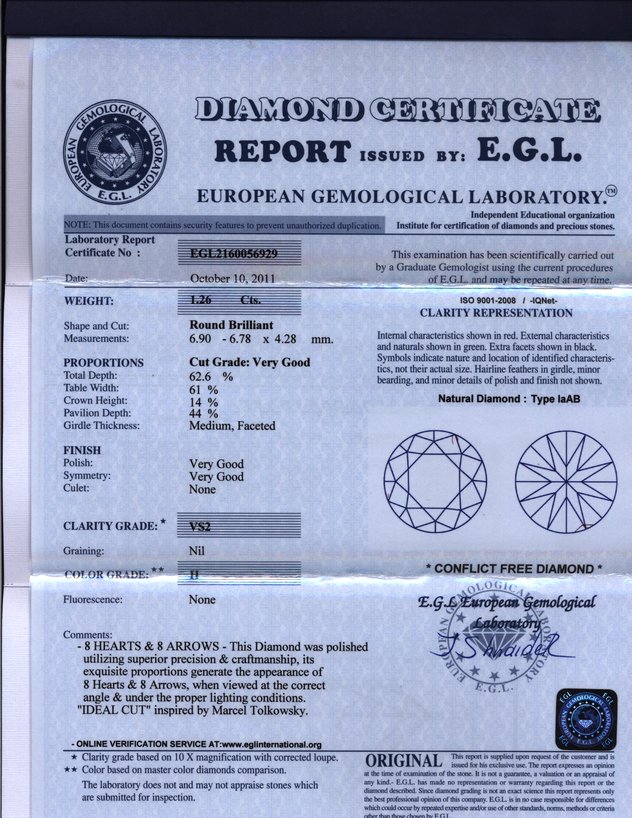 DIAMOND CERTIFICATE
REPORT ISSUED BY: E.G.L.
EUROPEAN GEMOLOGICAL LABORATORY.™
EUROPEAN GEMOLOGICAL LABORATORY
E.G.L.
Independent Educational organization
Institute for certification of diamonds and precious stones.
NOTE: This document contains security features to prevent unauthorized duplication.
Laboratory Report
Certificate No : EGL2160056929
Date: October 10, 2011
WEIGHT: 1.26 Cts.
Shape and Cut: Round Brilliant
Measurements: 6.90 - 6.78 x 4.28 mm.
PROPORTIONS Cut Grade: Very Good
Total Depth: 62.6 %
Table Width: 61 %
Crown Height: 14 %
Pavilion Depth: 44 %
Girdle Thickness: Medium, Faceted
FINISH
Polish: Very Good
Symmetry: Very Good
Culet: None
CLARITY GRADE: * VS2
Graining: Nil
COLOR GRADE: ** H
Fluorescence: None
Comments:
- 8 HEARTS & 8 ARROWS - This Diamond was polished
utilizing superior precision & craftmanship, its
exquisite proportions generate the appearance of
8 Hearts & 8 Arrows, when viewed at the correct
angle & under the proper lighting conditions.
"IDEAL CUT" inspired by Marcel Tolkowsky.
- ONLINE VERIFICATION SERVICE AT:www.eglinternational.org
* Clarity grade based on 10 X magnification with corrected loupe.
** Color based on master color diamonds comparison.
The laboratory does not and may not appraise stones which
are submitted for inspection.
This examination has been scientifically carried out
by a Graduate Gemologist using the current procedures
of E.G.L. and may be repeated at any time.
ISO 9001-2008 / -IQNet-
CLARITY REPRESENTATION
Internal characteristics shown in red. External characteristics
and naturals shown in green. Extra facets shown in black.
Symbols indicate nature and location of identified characteris-
tics, not their actual size. Hairline feathers in girdle, minor
bearding, and minor details of polish and finish not shown.
Natural Diamond : Type IaAB
* CONFLICT FREE DIAMOND *
E.G.L European Gemological
Laboratory
EUROPEAN GEMOLOGICAL LABORATORY
E.G.L.
EGL
EGL
EGL
ORIGINAL This report is supplied upon request of the customer and is
issued for his exclusive use. The report expresses an opinion
at the time of examination of the stone. It is not a guarantee, a valuation or an appraisal of
any kind.- E.G.L. has made no representation or warranty regarding this report or the
diamond described. Since diamond grading is not an exact science this report represents only
the best professional opinion of this company. E.G.L. is in no case responsible for differences
which could occur by repeated expertise and/or use of other standards, norms, methods or criteria
other than those chosen by E.G.L.